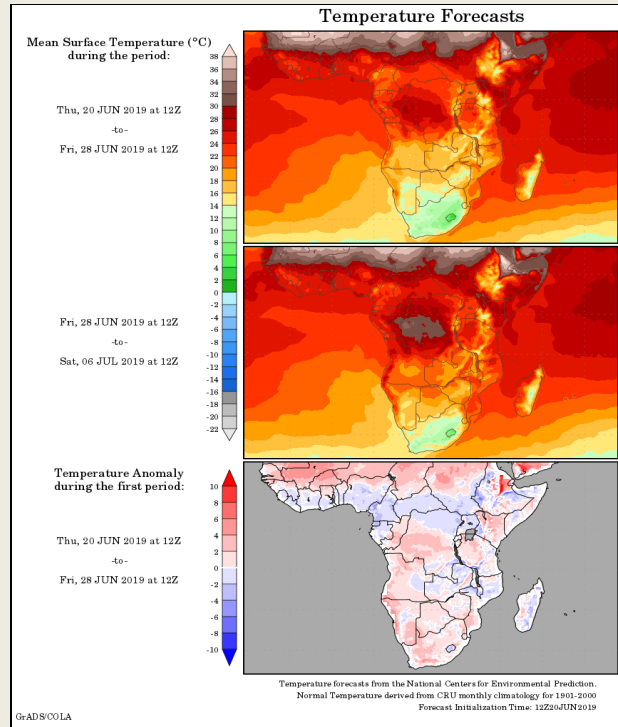 Temperature Forecasts
Mean Surface Temperature (°C)
during the period:
Thu, 20 JUN 2019 at 12Z
-to-
Fri, 28 JUN 2019 at 12Z
38
36
34
32
30
28
26
24
22
20
18
16
14
12
10
8
6
4
2
0
-2
-4
-6
-8
-10
-12
-14
-16
-18
-20
-22
Fri, 28 JUN 2019 at 12Z
-to-
Sat, 06 JUL 2019 at 12Z
Temperature Anomaly
during the first period:
Thu, 20 JUN 2019 at 12Z
-to-
Fri, 28 JUN 2019 at 12Z
10
8
6
4
2
0
-2
-4
-6
-8
-10
Temperature forecasts from the National Centers for Environmental Prediction.
Normal Temperature derived from CRU monthly climatology for 1901-2000
Forecast Initialization Time: 12Z20JUN2019
GrADS/COLA